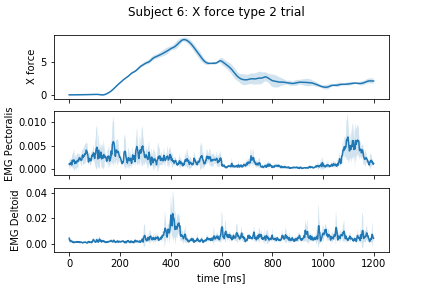 Subject 6: X force type 2 trial
X force
5
0
EMG Pectoralis
0.010
0.005
0.000
EMG Deltoid
0.04
0.02
0.00
0 200 400 600 800 1000 1200
time [ms]